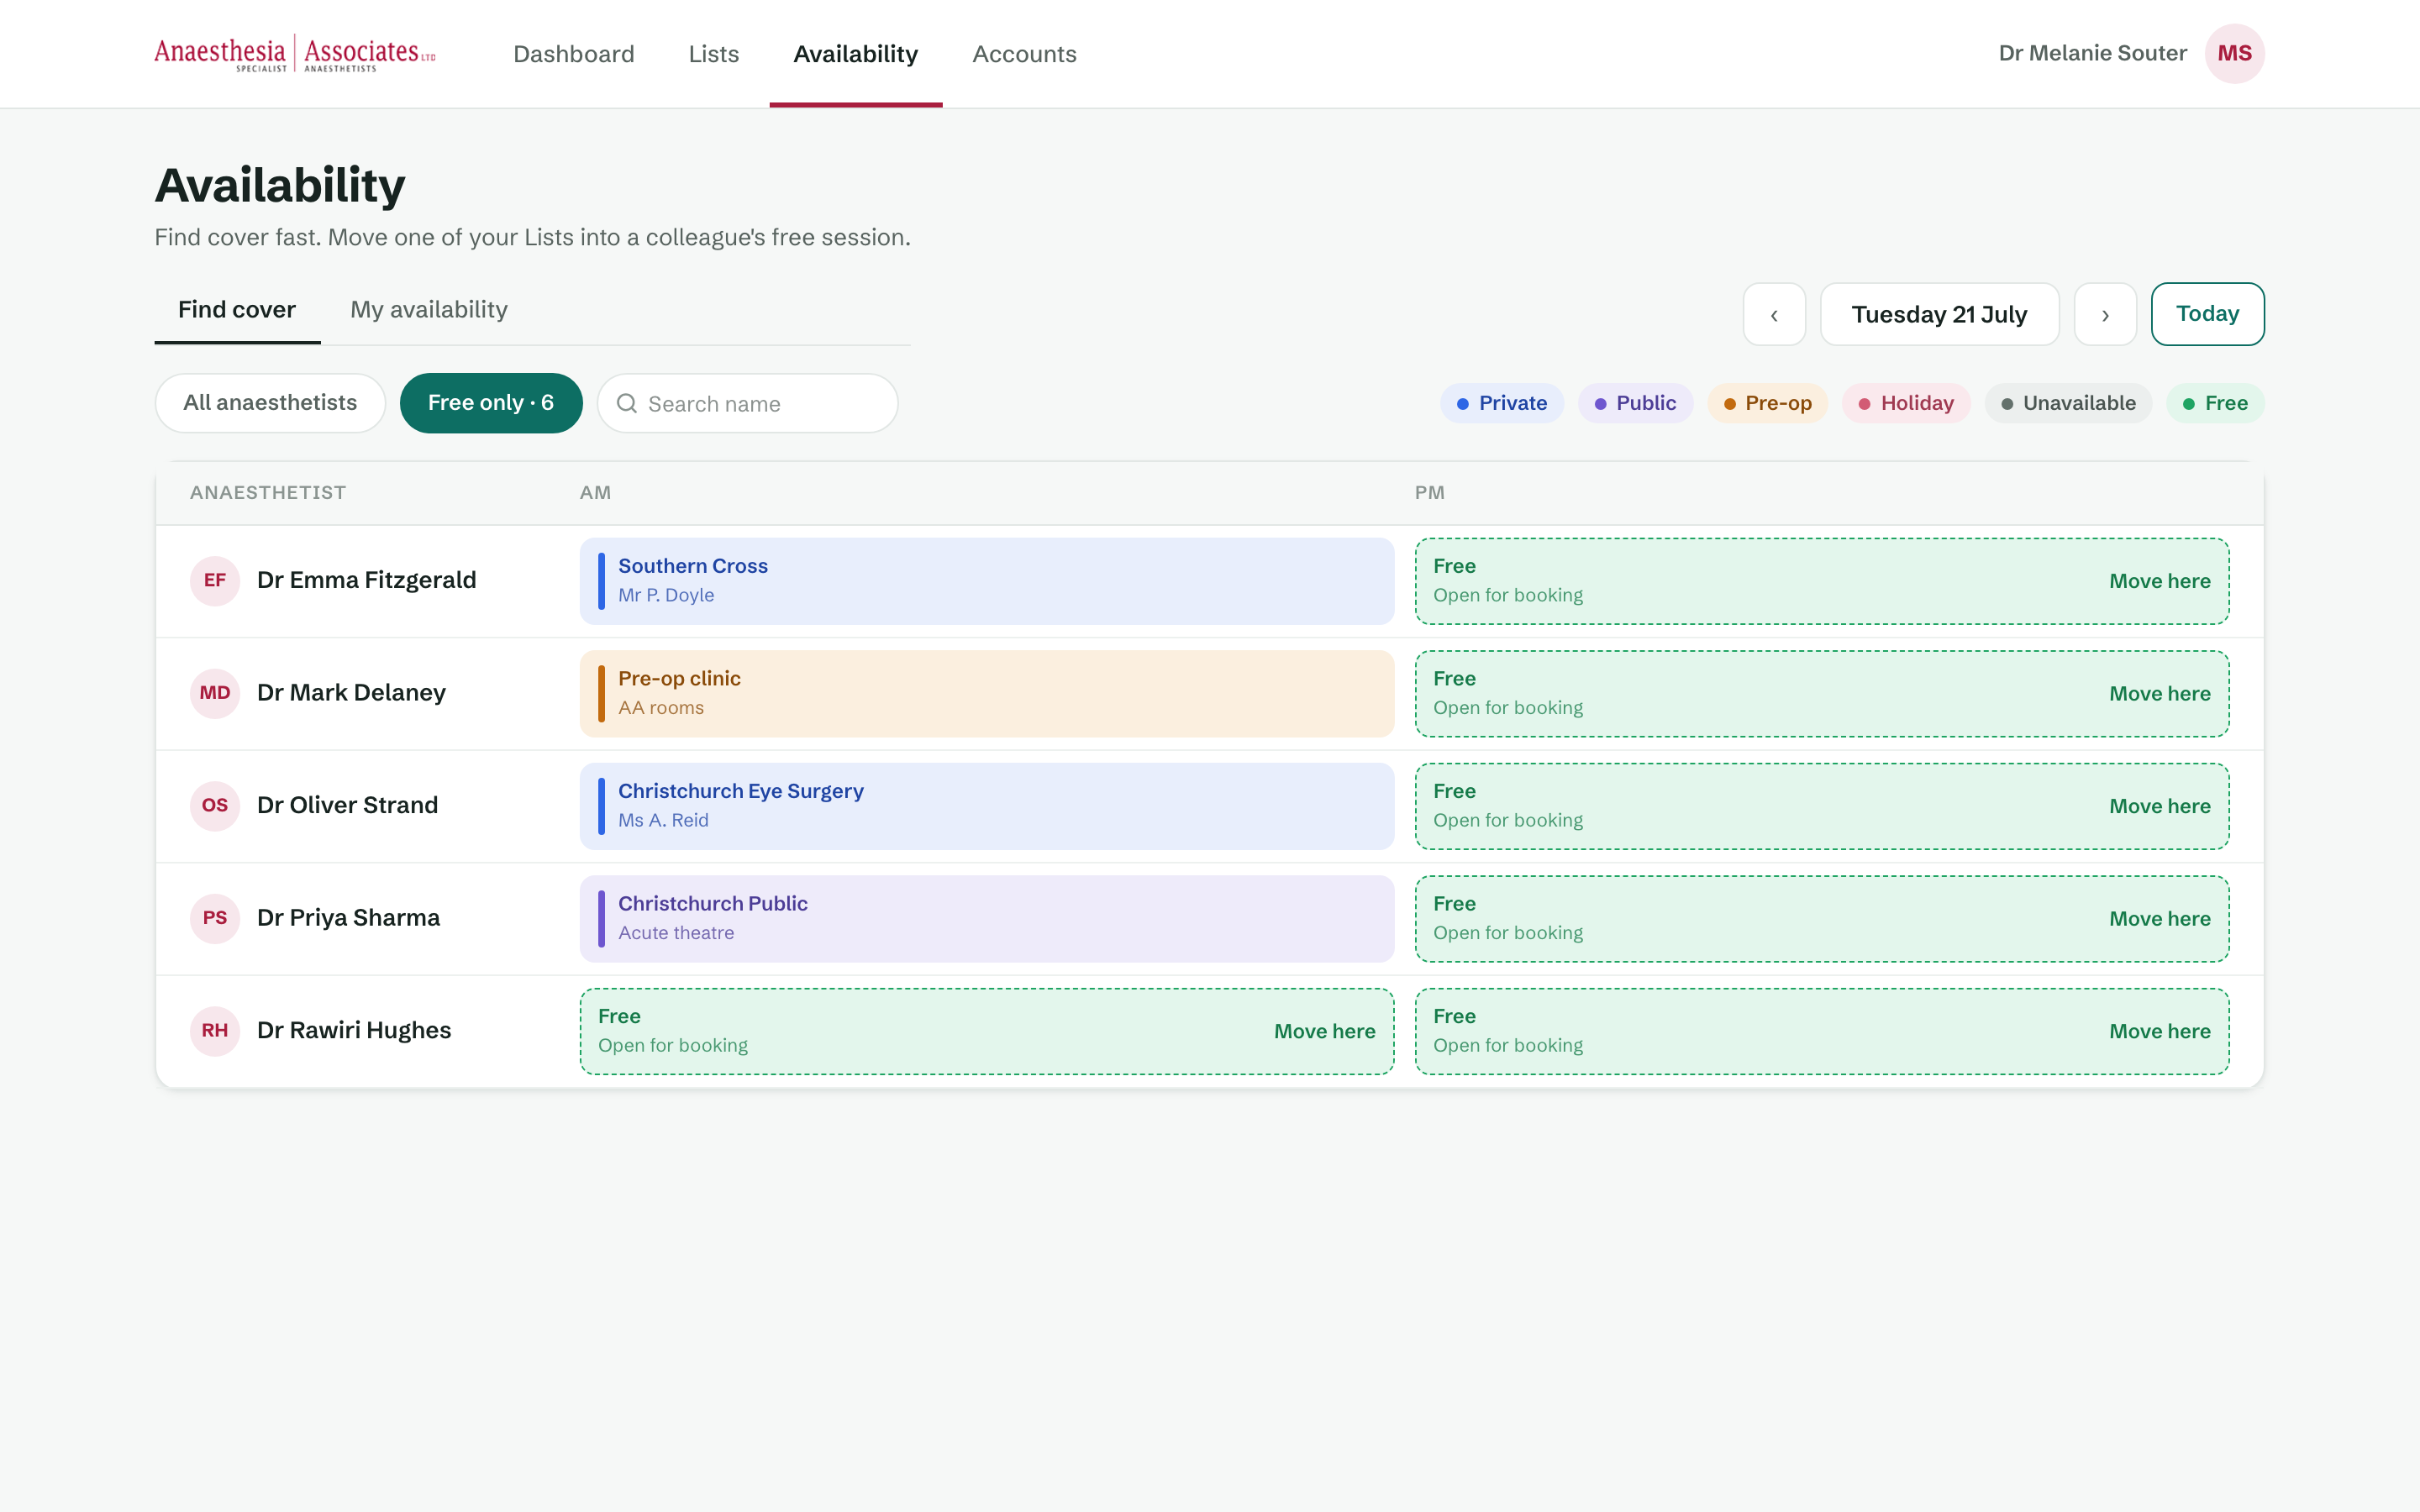 Anaesthesia | Associates LTD
SPECIALIST ANAESTHETISTS
Dashboard
Lists
Availability
Accounts
Dr Melanie Souter
MS
Availability
Find cover fast. Move one of your Lists into a colleague's free session.
Find cover
My availability
‹
Tuesday 21 July
›
Today
All anaesthetists
Free only · 6
Search name
Private
Public
Pre-op
Holiday
Unavailable
Free
ANAESTHETIST
AM
PM
EF
Dr Emma Fitzgerald
Southern Cross
Mr P. Doyle
Free
Open for booking
Move here
MD
Dr Mark Delaney
Pre-op clinic
AA rooms
Free
Open for booking
Move here
OS
Dr Oliver Strand
Christchurch Eye Surgery
Ms A. Reid
Free
Open for booking
Move here
PS
Dr Priya Sharma
Christchurch Public
Acute theatre
Free
Open for booking
Move here
RH
Dr Rawiri Hughes
Free
Open for booking
Move here
Free
Open for booking
Move here